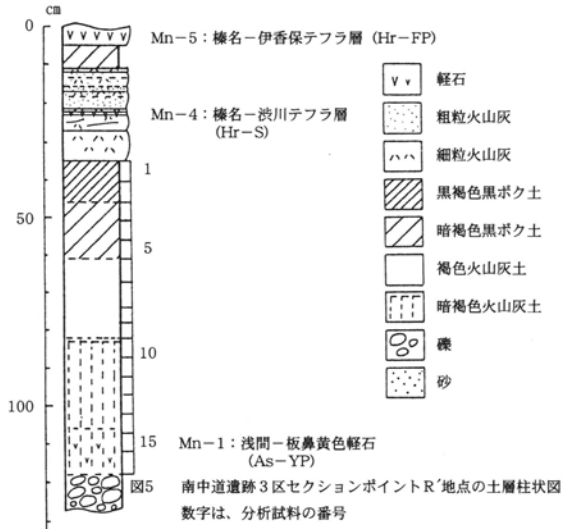 cm
0
50
100
1
5
10
15
Mn-5：榛名-伊香保テフラ層 (Hr-FP)
Mn-4：榛名-渋川テフラ層
(Hr-S)
Mn-1：浅間-板鼻黄色軽石
(As-YP)
軽石
粗粒火山灰
細粒火山灰
黒褐色黒ボク土
暗褐色黒ボク土
褐色火山灰土
暗褐色火山灰土
礫
砂
図5 南中道遺跡3区セクションポイントR´地点の土層柱状図
数字は、分析試料の番号